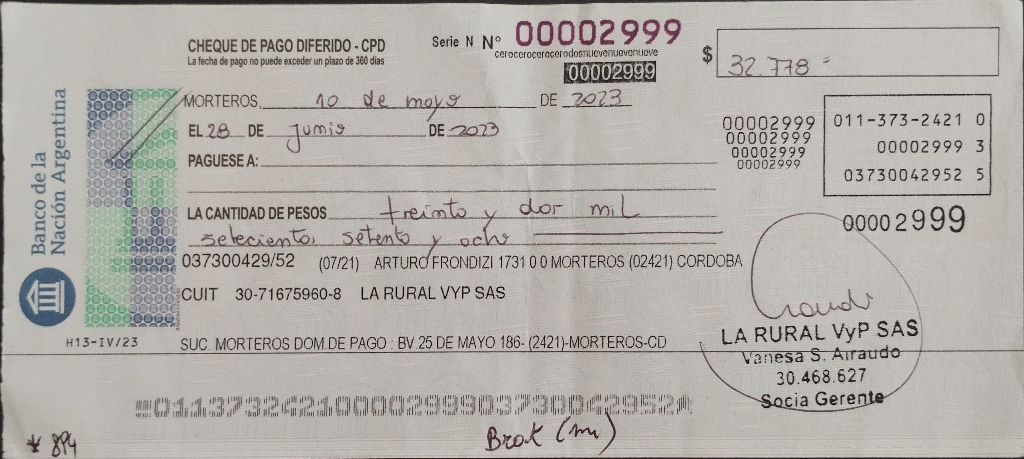 CHEQUE DE PAGO DIFERIDO - CPD
La fecha de pago no puede exceder un plazo de 360 días
Serie N Nº 00002999
cerocerocerocerodosnuevenuevenueve
00002999
$ 32.778 =
MORTEROS, 10 de mayo DE 2023
EL 28 DE Junio DE 2023
PAGUESE A:
00002999
00002999
00002999
00002999
011-373-2421 0
00002999 3
03730042952 5
LA CANTIDAD DE PESOS treinta y dos mil
setecientos setenta y ocho
00002999
037300429/52 (07/21) ARTURO FRONDIZI 1731 0 0 MORTEROS (02421) CORDOBA
CUIT 30-71675960-8 LA RURAL VYP SAS
SUC. MORTEROS DOM.DE PAGO : BV 25 DE MAYO 186- (2421)-MORTEROS-CD
Banco de la
Nación Argentina
H13-IV/23
LA RURAL VyP SAS
Vanesa S. Airaudo
30.468.627
Socia Gerente
01137324210000299903730042952
Brok (m)
* 894